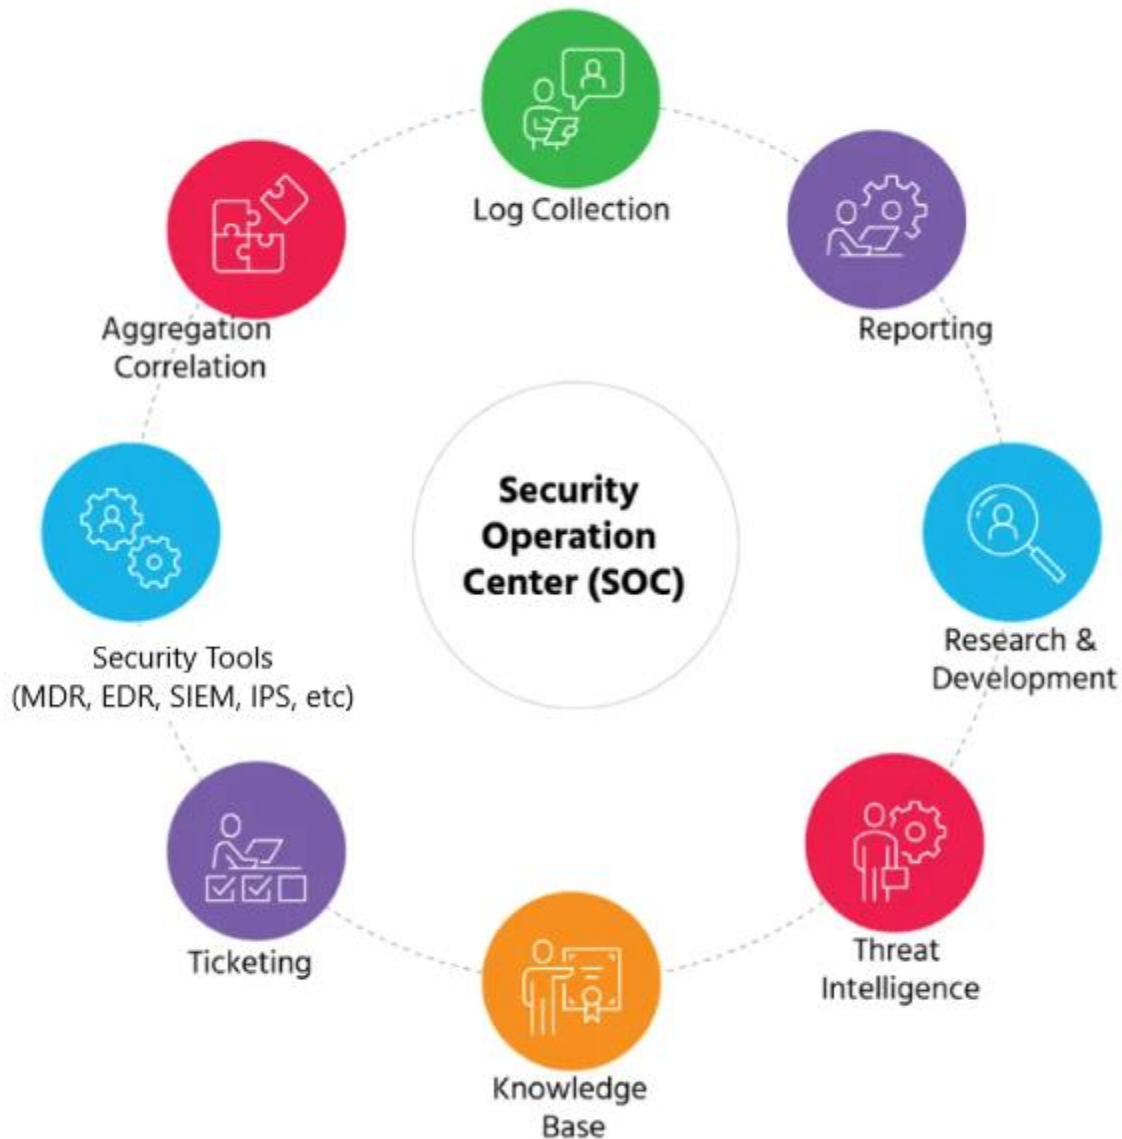 Log Collection
Reporting
Aggregation
Correlation
Security
Operation
Center (SOC)
Research &
Development
Security Tools
(MDR, EDR, SIEM, IPS, etc)
Threat
Intelligence
Ticketing
Knowledge
Base